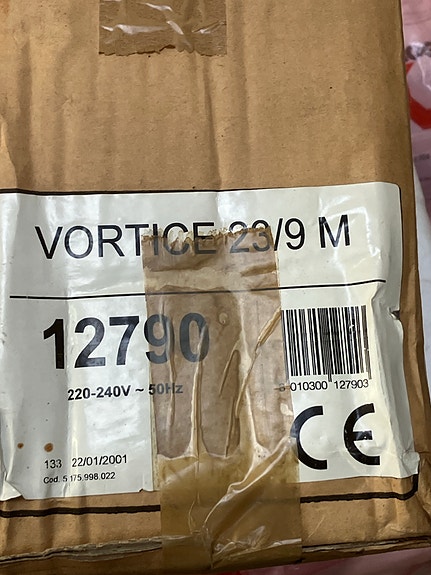 VORTICE 23/9 M
12790
220-240V ~ 50Hz
8 010300 127903
CE
133 22/01/2001
Cod. 5.175.998.022